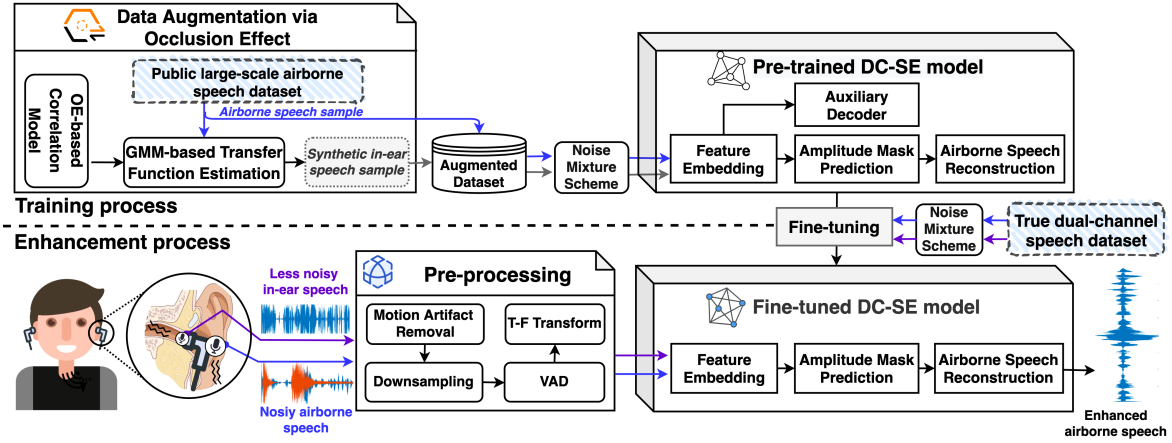 Data Augmentation via
Occlusion Effect
Public large-scale airborne
speech dataset
OE-based
Correlation
Model
Airborne speech sample
GMM-based Transfer
Function Estimation
Synthetic in-ear
speech sample
Augmented
Dataset
Noise
Mixture
Scheme
Pre-trained DC-SE model
Auxiliary
Decoder
Feature
Embedding
Amplitude Mask
Prediction
Airborne Speech
Reconstruction
Training process
Fine-tuning
Noise
Mixture
Scheme
True dual-channel
speech dataset
Enhancement process
Less noisy
in-ear speech
Nosiy airborne
speech
Pre-processing
Motion Artifact
Removal
T-F Transform
Downsampling
VAD
Fine-tuned DC-SE model
Feature
Embedding
Amplitude Mask
Prediction
Airborne Speech
Reconstruction
Enhanced
airborne speech